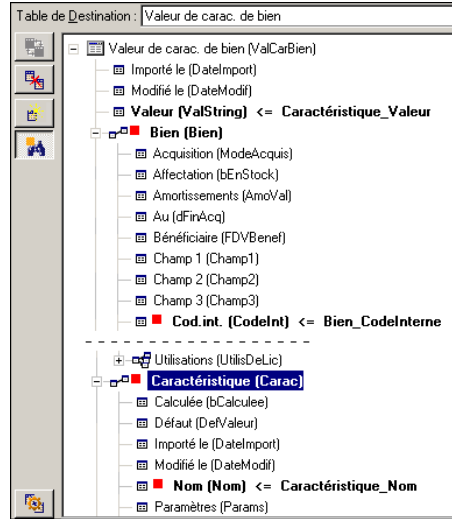 Table de Destination : Valeur de carac. de bien
Valeur de carac. de bien (ValCarBien)
Importé le (DateImport)
Modifié le (DateModif)
Valeur (ValString) <= Caractéristique_Valeur
Bien (Bien)
Acquisition (ModeAcquis)
Affectation (bEnStock)
Amortissements (AmoVal)
Au (dFinAcq)
Bénéficiaire (FDVBenef)
Champ 1 (Champ1)
Champ 2 (Champ2)
Champ 3 (Champ3)
Cod.int. (CodeInt) <= Bien_CodeInterne
Utilisations (UtilisDeLic)
Caractéristique (Carac)
Calculée (bCalculee)
Défaut (DefValeur)
Importé le (DateImport)
Modifié le (DateModif)
Nom (Nom) <= Caractéristique_Nom
Paramètres (Params)